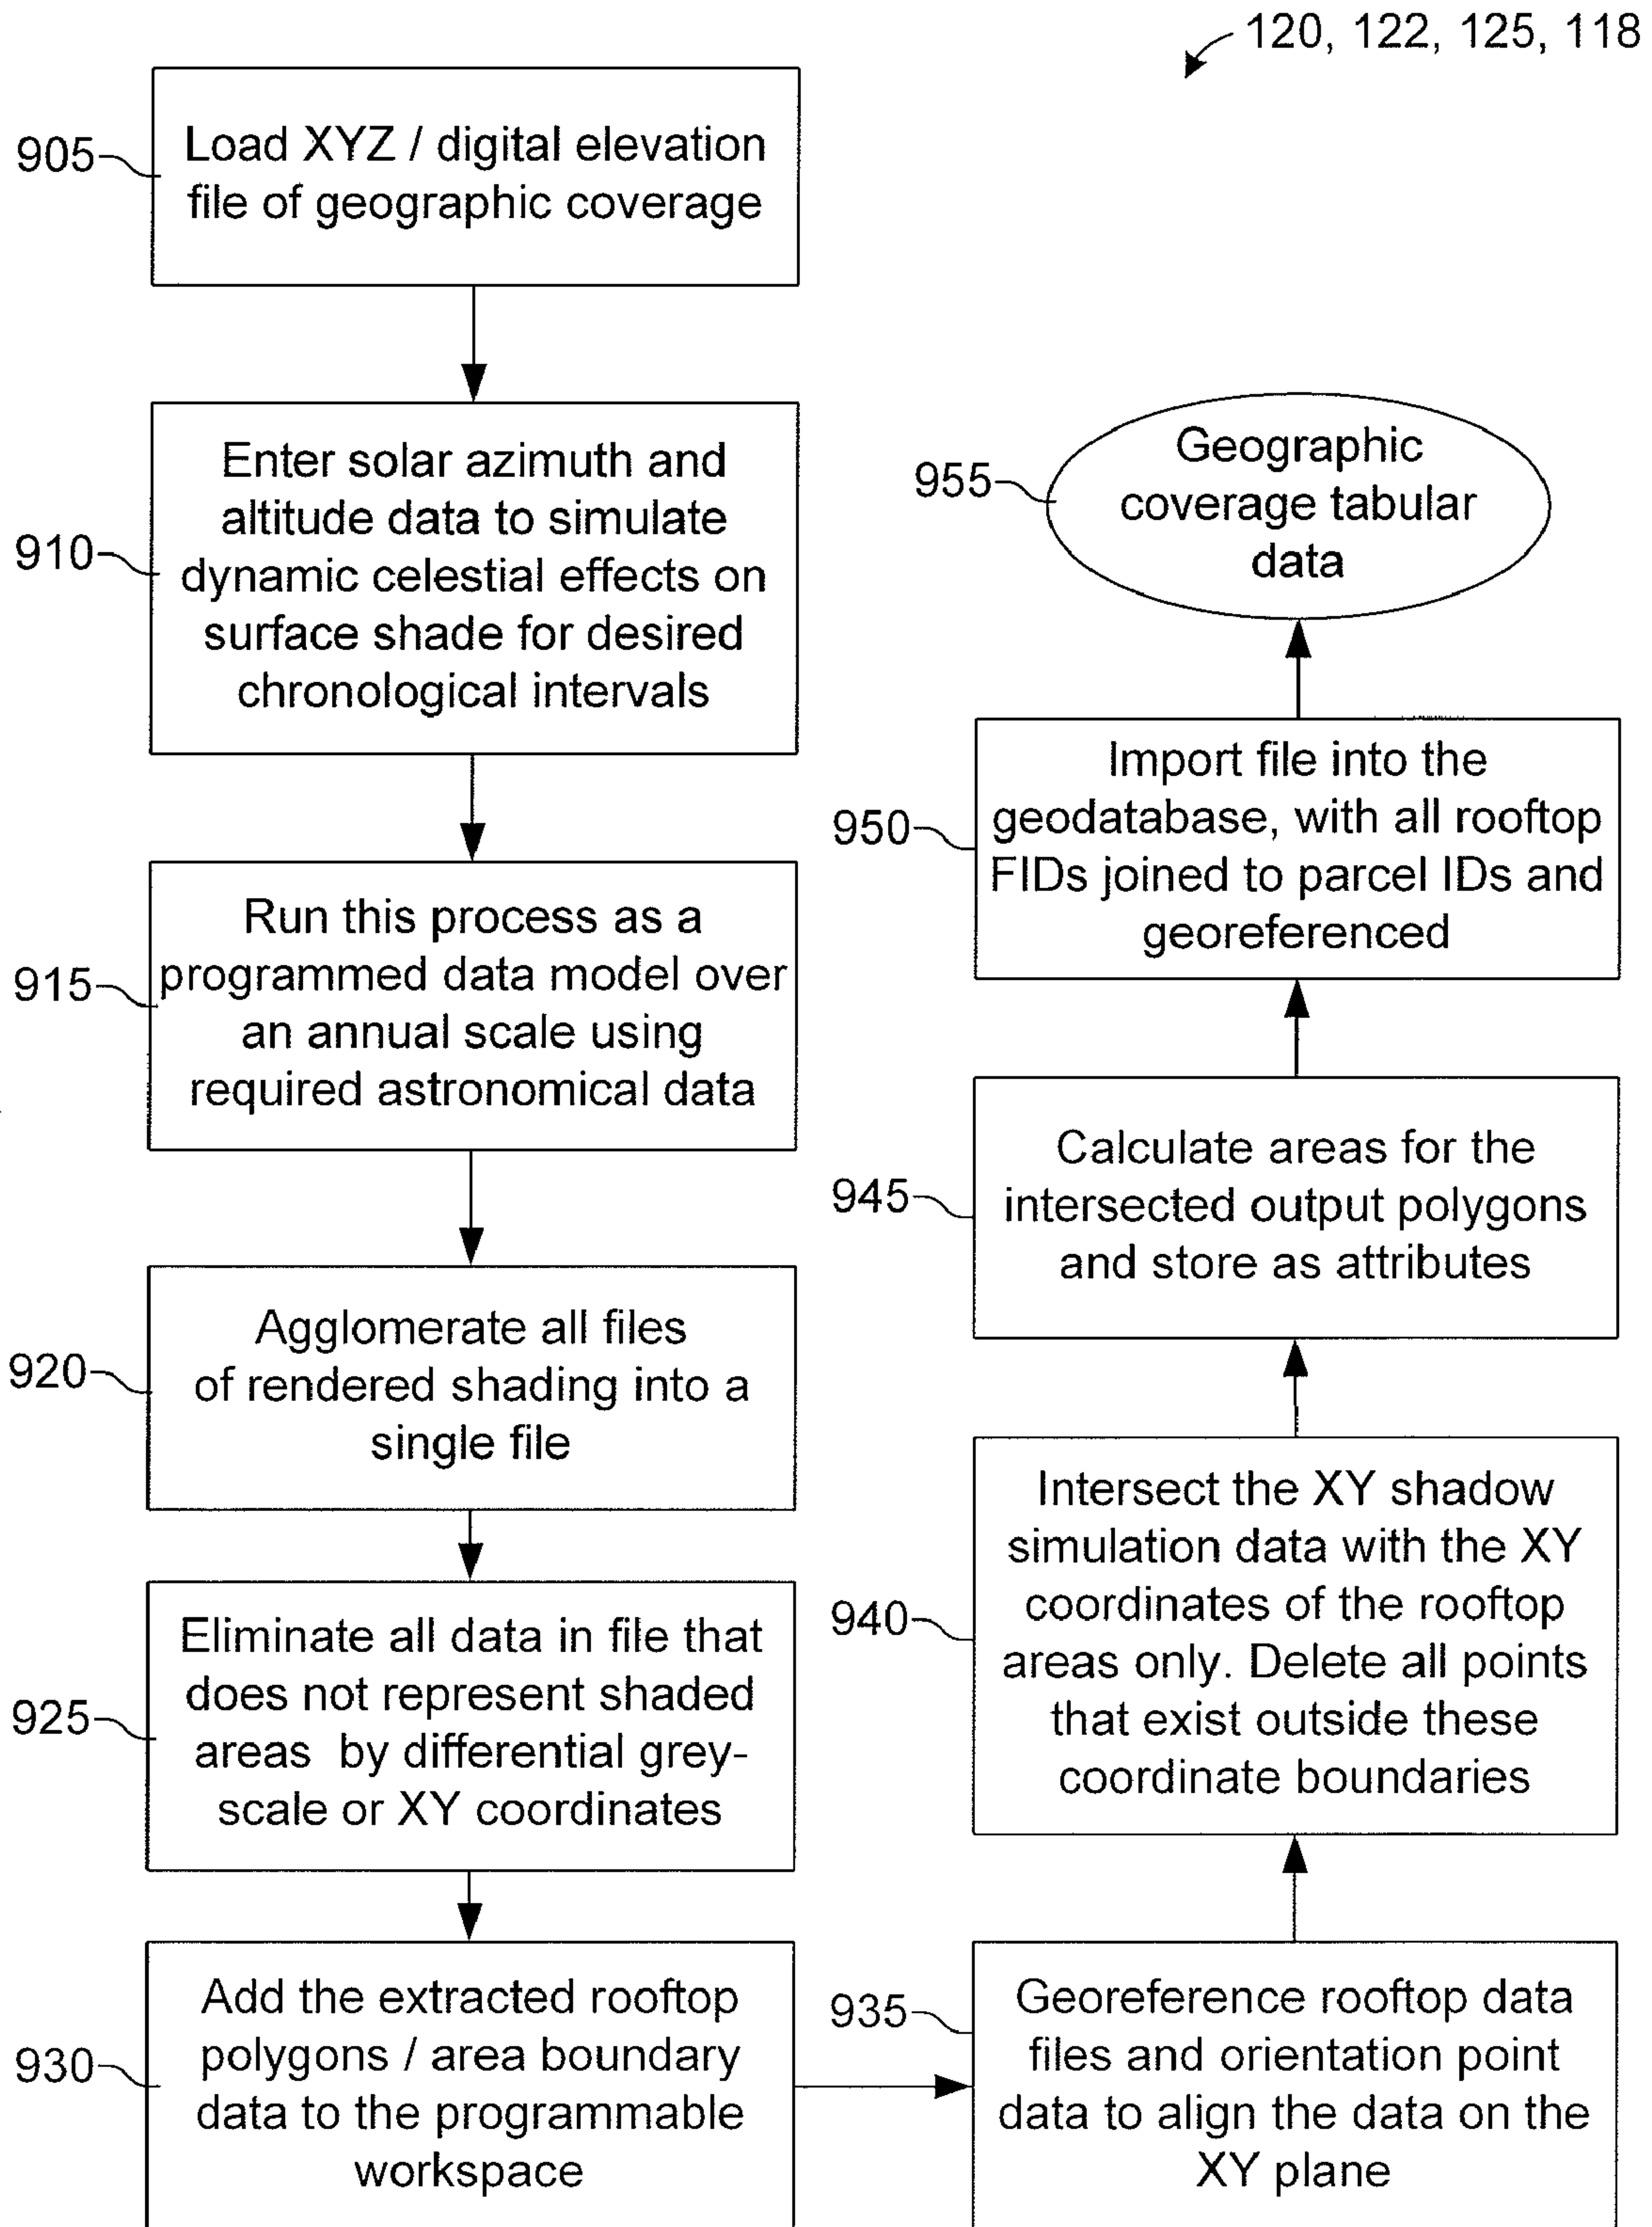 120, 122, 125, 118
905
Load XYZ / digital elevation
file of geographic coverage
910
Enter solar azimuth and
altitude data to simulate
dynamic celestial effects on
surface shade for desired
chronological intervals
915
Run this process as a
programmed data model over
an annual scale using
required astronomical data
920
Agglomerate all files
of rendered shading into a
single file
925
Eliminate all data in file that
does not represent shaded
areas by differential grey-
scale or XY coordinates
930
Add the extracted rooftop
polygons / area boundary
data to the programmable
workspace
935
Georeference rooftop data
files and orientation point
data to align the data on the
XY plane
940
Intersect the XY shadow
simulation data with the XY
coordinates of the rooftop
areas only. Delete all points
that exist outside these
coordinate boundaries
945
Calculate areas for the
intersected output polygons
and store as attributes
950
Import file into the
geodatabase, with all rooftop
FIDs joined to parcel IDs and
georeferenced
955
Geographic
coverage tabular
data